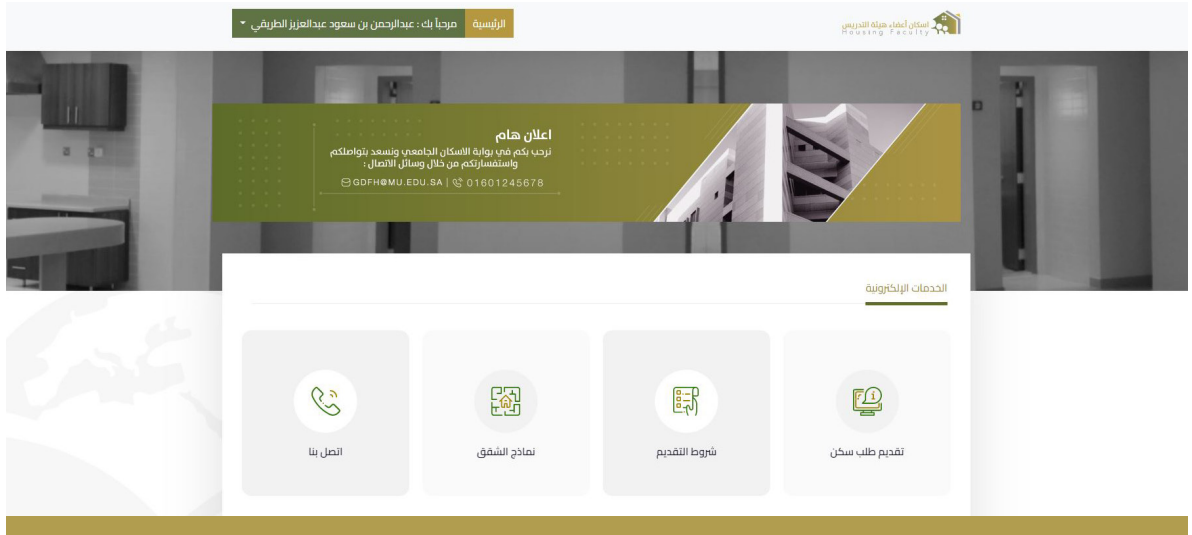 اسكان أعضاء هيئة التدريس
Housing Faculty
الرئيسية
مرحباً بك : عبدالرحمن بن سعود عبدالعزيز الطريقي
اعلان هام
نرحب بكم في بوابة الاسكان الجامعي ونسعد بتواصلكم
واستفسارتكم من خلال وسائل الاتصال :
GDFH@MU.EDU.SA | 01601245678
الخدمات الإلكترونية
تقديم طلب سكن
شروط التقديم
نماذج الشقق
اتصل بنا